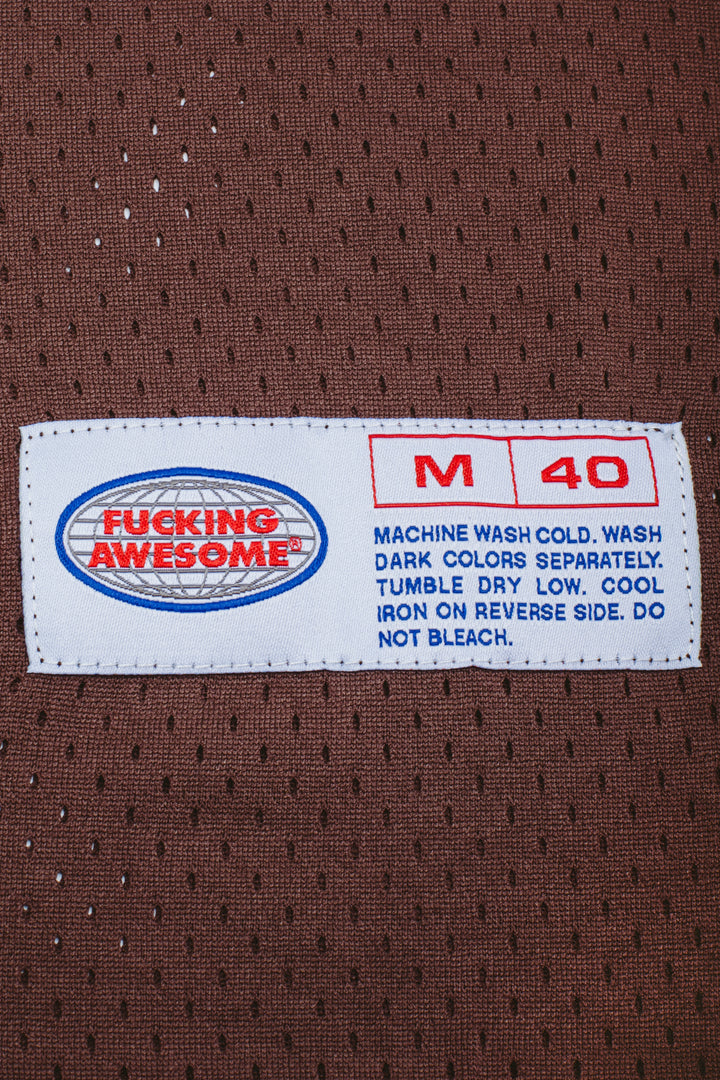 FUCKING
AWESOME®
M 40
MACHINE WASH COLD. WASH
DARK COLORS SEPARATELY.
TUMBLE DRY LOW. COOL
IRON ON REVERSE SIDE. DO
NOT BLEACH.